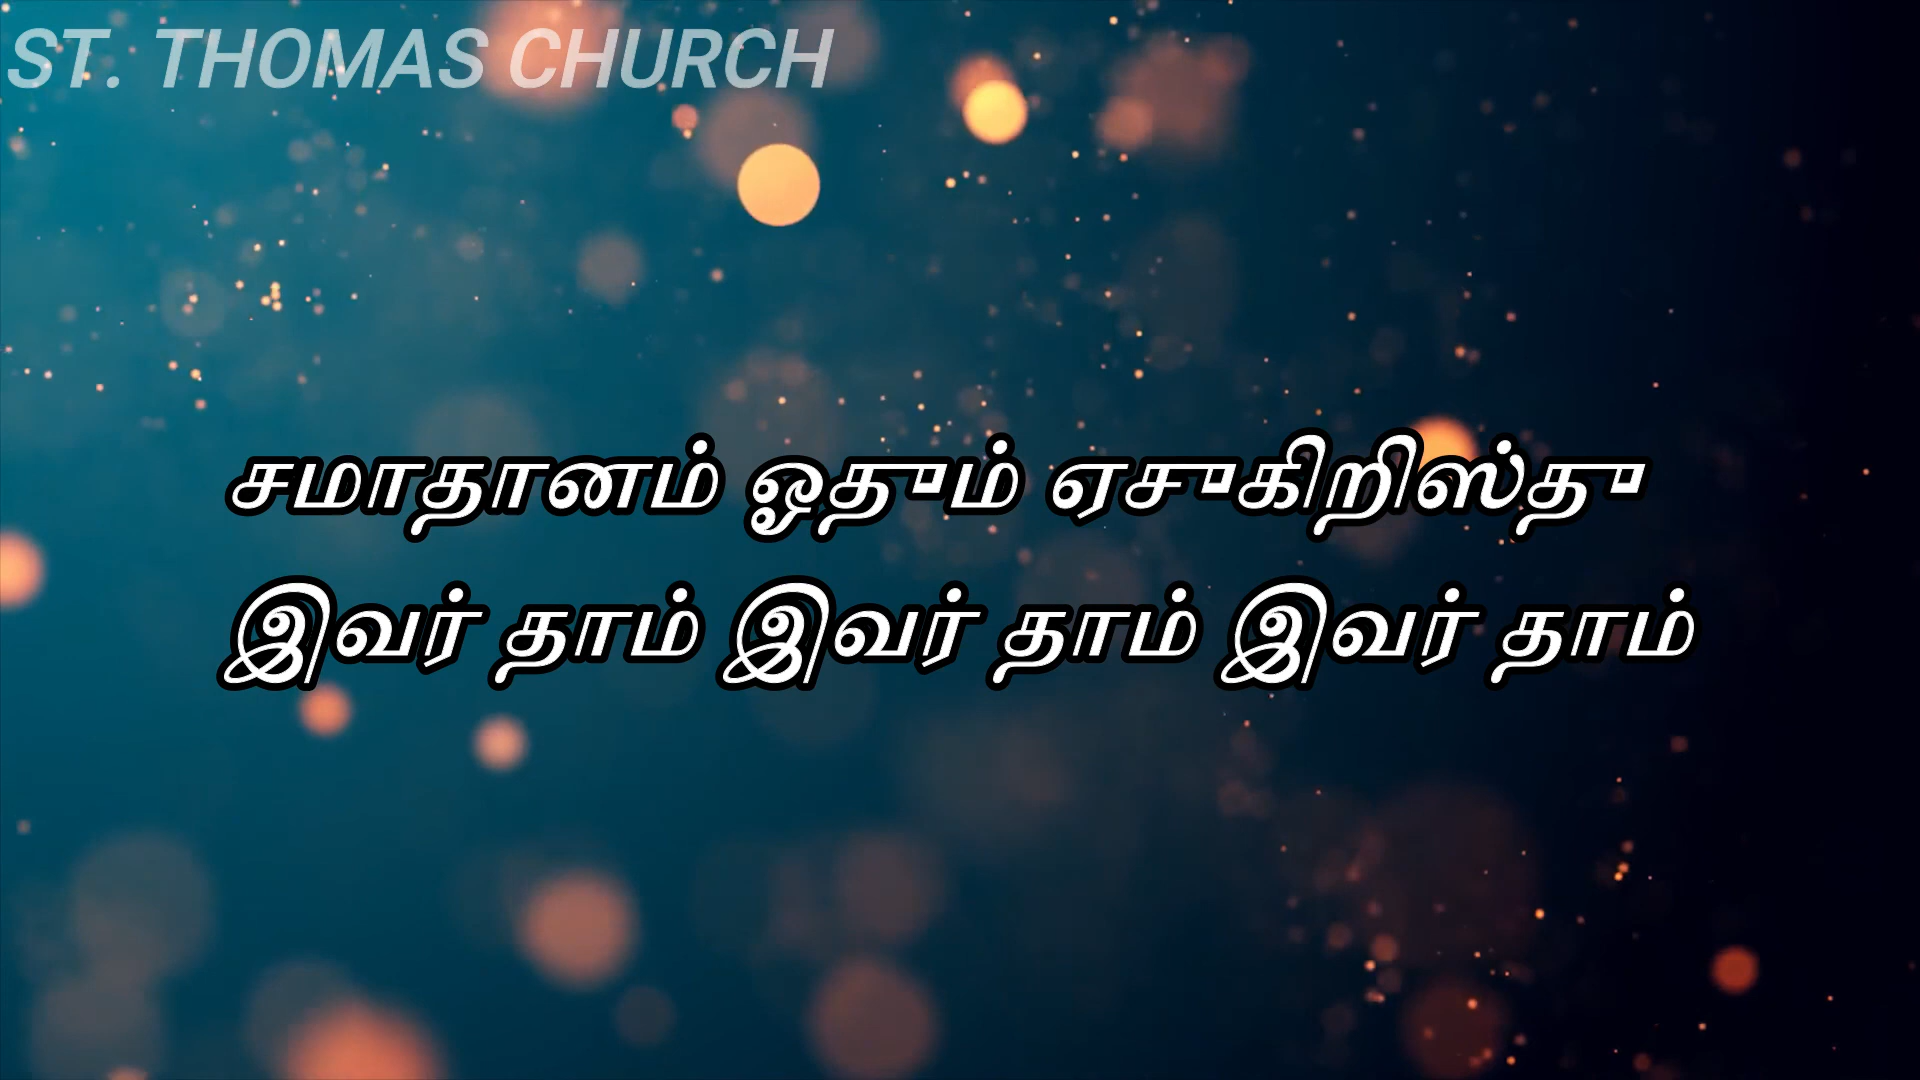 ST. THOMAS CHURCH
சமாதானம் ஓதும் ஏசுகிறிஸ்து
இவர் தாம் இவர் தாம் இவர் தாம்